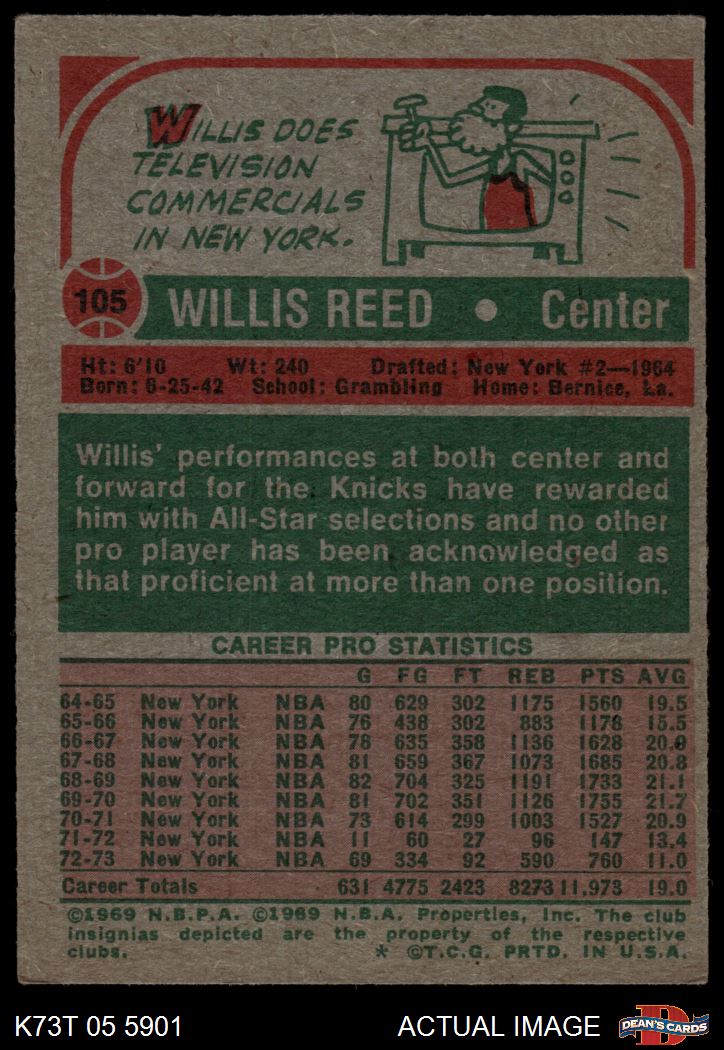 WILLIS DOES
TELEVISION
COMMERCIALS
IN NEW YORK.
105 WILLIS REED • Center
Ht: 6'10 Wt: 240 Drafted: New York #2—1964
Born: 6-25-42 School: Grambling Home: Bernice, La.
Willis' performances at both center and
forward for the Knicks have rewarded
him with All-Star selections and no other
pro player has been acknowledged as
that proficient at more than one position.
CAREER PRO STATISTICS
G FG FT REB PTS AVG
64-65 New York NBA 80 629 302 1175 1560 19.5
65-66 New York NBA 76 438 302 883 1178 15.5
66-67 New York NBA 78 635 358 1136 1628 20.9
67-68 New York NBA 81 659 367 1073 1685 20.8
68-69 New York NBA 82 704 325 1191 1733 21.1
69-70 New York NBA 81 702 351 1126 1755 21.7
70-71 New York NBA 73 614 299 1003 1527 20.9
71-72 New York NBA 11 60 27 96 147 13.4
72-73 New York NBA 69 334 92 590 760 11.0
Career Totals 631 4775 2423 8273 11,973 19.0
©1969 N.B.P.A. ©1969 N.B.A. Properties, Inc. The club
insignias depicted are the property of the respective
clubs. * ©T.C.G. PRTD. IN U.S.A.
K73T 05 5901 ACTUAL IMAGE D DEAN'S CARDS